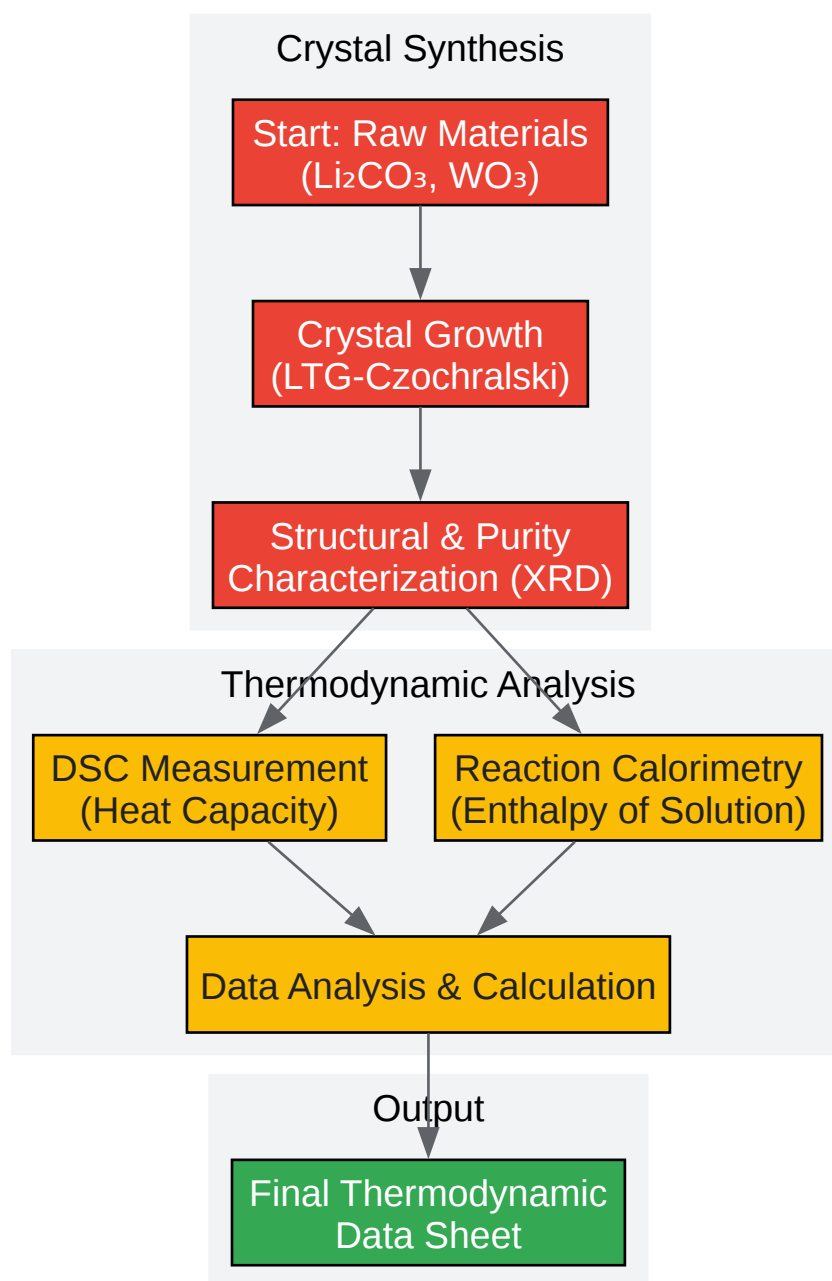 Crystal Synthesis
Start: Raw Materials
(Li₂CO₃, WO₃)
Crystal Growth
(LTG-Czochralski)
Structural & Purity
Characterization (XRD)
Thermodynamic Analysis
DSC Measurement
(Heat Capacity)
Reaction Calorimetry
(Enthalpy of Solution)
Data Analysis & Calculation
Output
Final Thermodynamic
Data Sheet